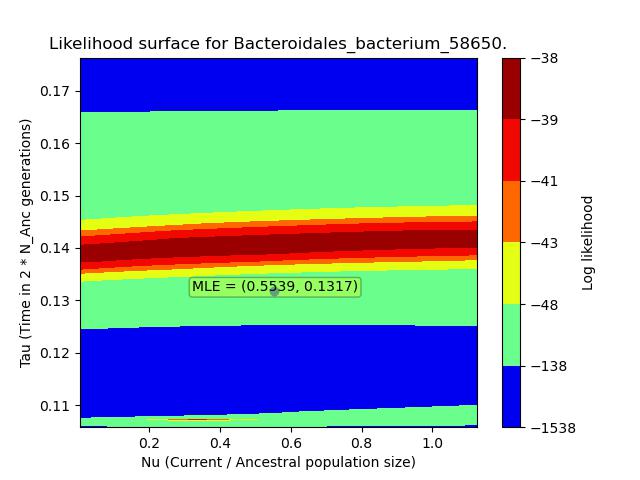 Likelihood surface for Bacteroidales_bacterium_58650.
Tau (Time in 2 * N_Anc generations)
0.17
0.16
0.15
0.14
0.13
0.12
0.11
MLE = (0.5539, 0.1317)
0.2 0.4 0.6 0.8 1.0
Nu (Current / Ancestral population size)
−38
−39
−41
−43
−48
−138
−1538
Log likelihood